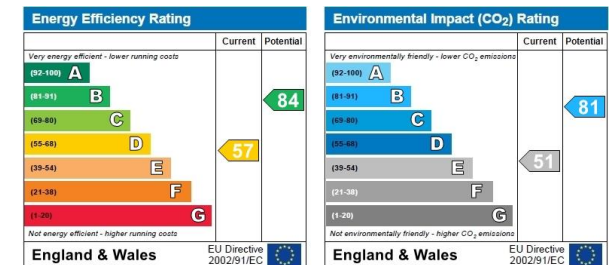 Energy Efficiency Rating
Current Potential
Very energy efficient - lower running costs
(92-100) A
(81-91) B
84
(69-80) C
(55-68) D
57
(39-54) E
(21-38) F
(1-20) G
Not energy efficient - higher running costs
England & Wales
EU Directive
2002/91/EC
Environmental Impact (CO₂) Rating
Current Potential
Very environmentally friendly - lower CO₂ emissions
(92-100) A
(81-91) B
81
(69-80) C
(55-68) D
(39-54) E
51
(21-38) F
(1-20) G
Not environmentally friendly - higher CO₂ emissions
England & Wales
EU Directive
2002/91/EC